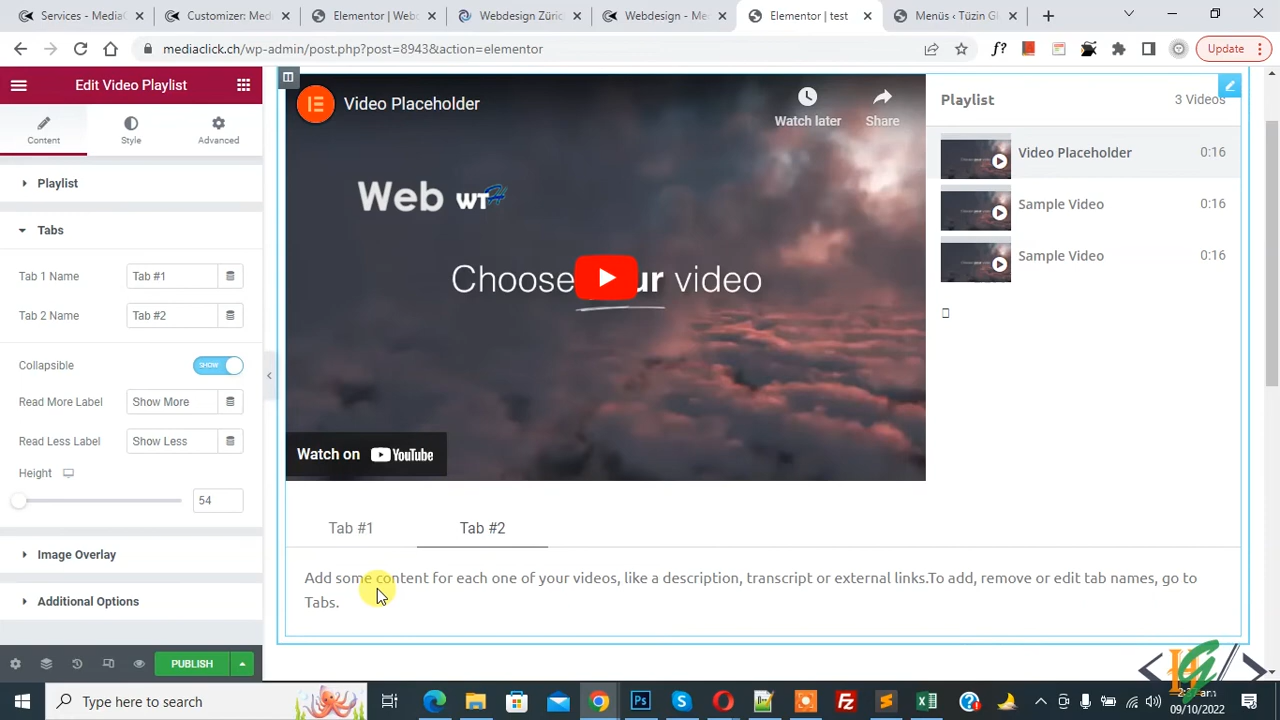 Services - MediaC
Customizer: Med
Elementor | Webd
Webdesign Züric
Webdesign - Med
Elementor | test
Menüs ‹ Tüzin Gl
mediaclick.ch/wp-admin/post.php?post=8943&action=elementor
f?
Update
Edit Video Playlist
Content
Style
Advanced
Playlist
Tabs
Tab 1 Name
Tab #1
Tab 2 Name
Tab #2
Collapsible
SHOW
Read More Label
Show More
Read Less Label
Show Less
Height
54
Image Overlay
Additional Options
PUBLISH
Video Placeholder
Watch later
Share
Web WT
Choose your video
Watch on YouTube
Playlist
3 Videos
Video Placeholder
0:16
Sample Video
0:16
Sample Video
0:16
Tab #1
Tab #2
Add some content for each one of your videos, like a description, transcript or external links.To add, remove or edit tab names, go to
Tabs.
Type here to search
09/10/2022